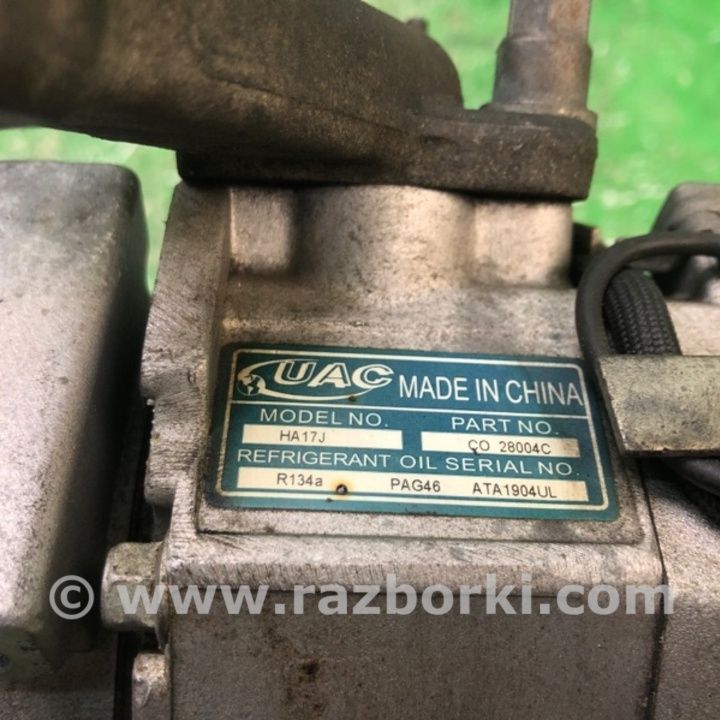 UAC MADE IN CHINA
MODEL NO. PART NO.
HA17J CO 28004C
REFRIGERANT OIL SERIAL NO.
R134a PAG46 ATA1904UL
© www.razborki.com